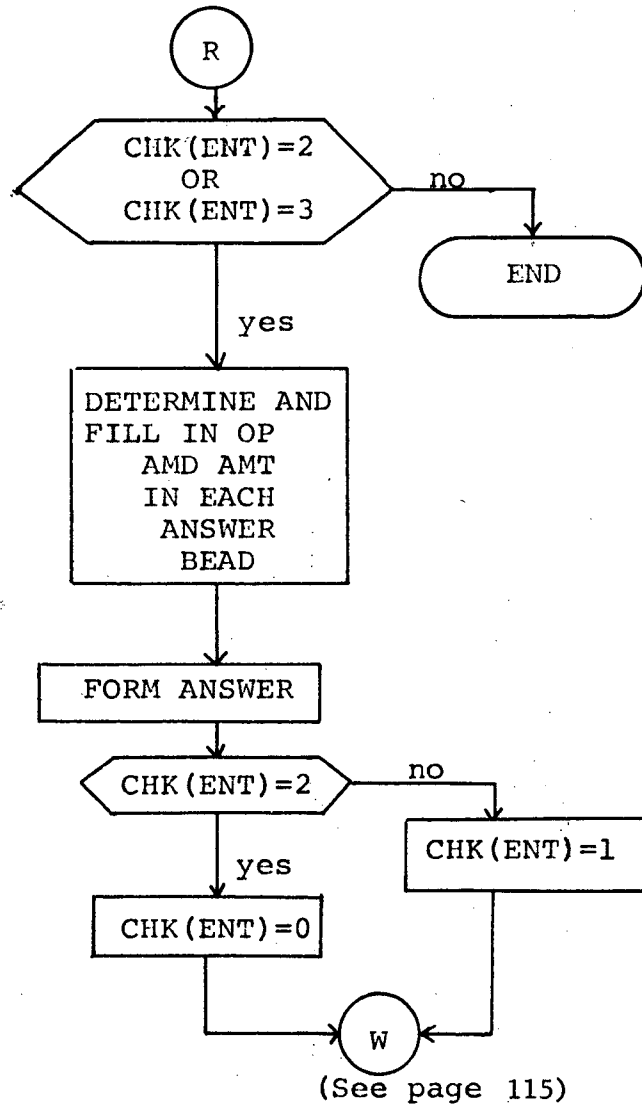 R
CHK(ENT)=2
OR
CHK(ENT)=3
no
END
yes
DETERMINE AND
FILL IN OP
AMD AMT
IN EACH
ANSWER
BEAD
FORM ANSWER
CHK(ENT)=2
no
CHK(ENT)=1
yes
CHK(ENT)=0
W
(See page 115)